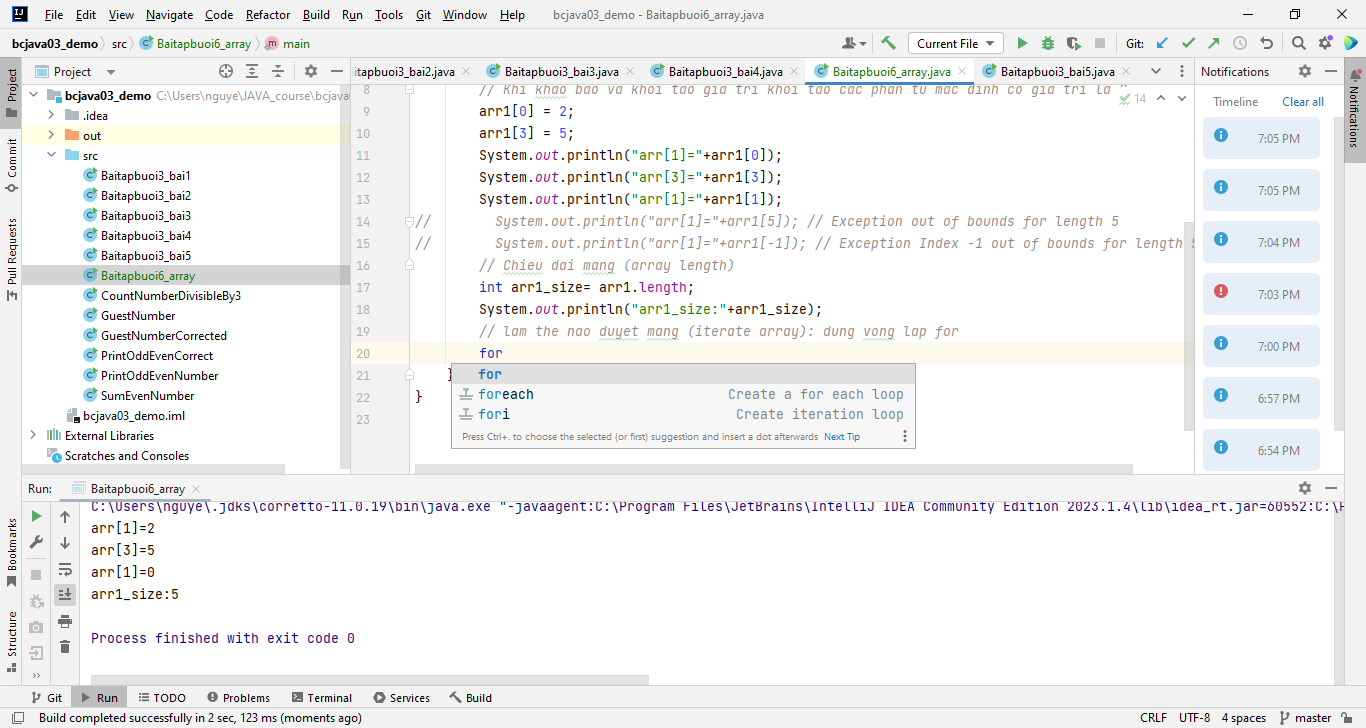 File Edit View Navigate Code Refactor Build Run Tools Git Window Help bcjava03_demo - Baitapbuoi6_array.java
bcjava03_demo src Baitapbuoi6_array main Current File Git:
Project
Baitapbuoi3_bai3.java Baitapbuoi3_bai4.java Baitapbuoi6_array.java Baitapbuoi3_bai5.java
Notifications
Project
Commit
Pull Requests
Bookmarks
Structure
bcjava03_demo C:\Users\nguye\JAVA_course\bcjava
.idea
out
src
Baitapbuoi3_bai1
Baitapbuoi3_bai2
Baitapbuoi3_bai3
Baitapbuoi3_bai4
Baitapbuoi3_bai5
Baitapbuoi6_array
CountNumberDivisibleBy3
GuestNumber
GuestNumberCorrected
PrintOddEvenCorrect
PrintOddEvenNumber
SumEvenNumber
bcjava03_demo.iml
External Libraries
Scratches and Consoles
8 // Khi khao bao va khoi tao gia tri khoi tao cac phan tu mac dinh co gia tri la
14
9 arr1[0] = 2;
10 arr1[3] = 5;
11 System.out.println("arr[1]="+arr1[0]);
12 System.out.println("arr[3]="+arr1[3]);
13 System.out.println("arr[1]="+arr1[1]);
14 // System.out.println("arr[1]="+arr1[5]); // Exception out of bounds for length 5
15 // System.out.println("arr[1]="+arr1[-1]); // Exception Index -1 out of bounds for length 5
16 // Chieu dai mang (array length)
17 int arr1_size= arr1.length;
18 System.out.println("arr1_size:"+arr1_size);
19 // lam the nao duyet mang (iterate array): dung vong lap for
20 for
21 }
22 }
23
for
foreach Create a for each loop
fori Create iteration loop
Press Ctrl+. to choose the selected (or first) suggestion and insert a dot afterwards Next Tip
Timeline Clear all
7:05 PM
7:05 PM
7:04 PM
7:03 PM
7:00 PM
6:57 PM
6:54 PM
Notifications
Run: Baitapbuoi6_array
C:\Users\nguye\.jdks\corretto-11.0.19\bin\java.exe "-javaagent:C:\Program Files\JetBrains\IntelliJ IDEA Community Edition 2023.1.4\lib\idea_rt.jar=60552:C:\
arr[1]=2
arr[3]=5
arr[1]=0
arr1_size:5
Process finished with exit code 0
Git Run TODO Problems Terminal Services Build
Build completed successfully in 2 sec, 123 ms (moments ago) CRLF UTF-8 4 spaces master